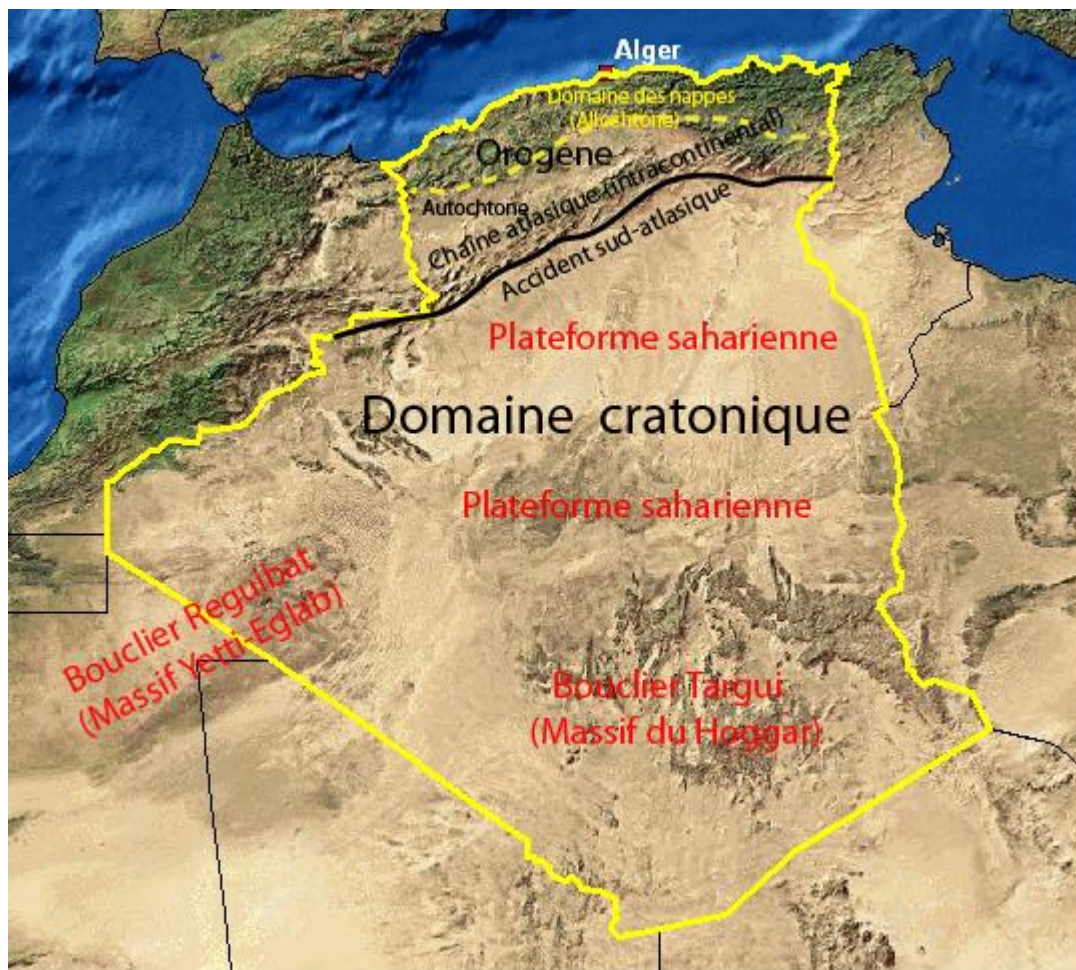 Alger
Domaine des nappes
(Allochtone)
Orogène
Autochtone
Chaîne atlasique (intracontinental)
Accident sud-atlasique
Plateforme saharienne
Domaine cratonique
Plateforme saharienne
Bouclier Reguibat
(Massif Yetti-Eglab)
Bouclier Targui
(Massif du Hoggar)